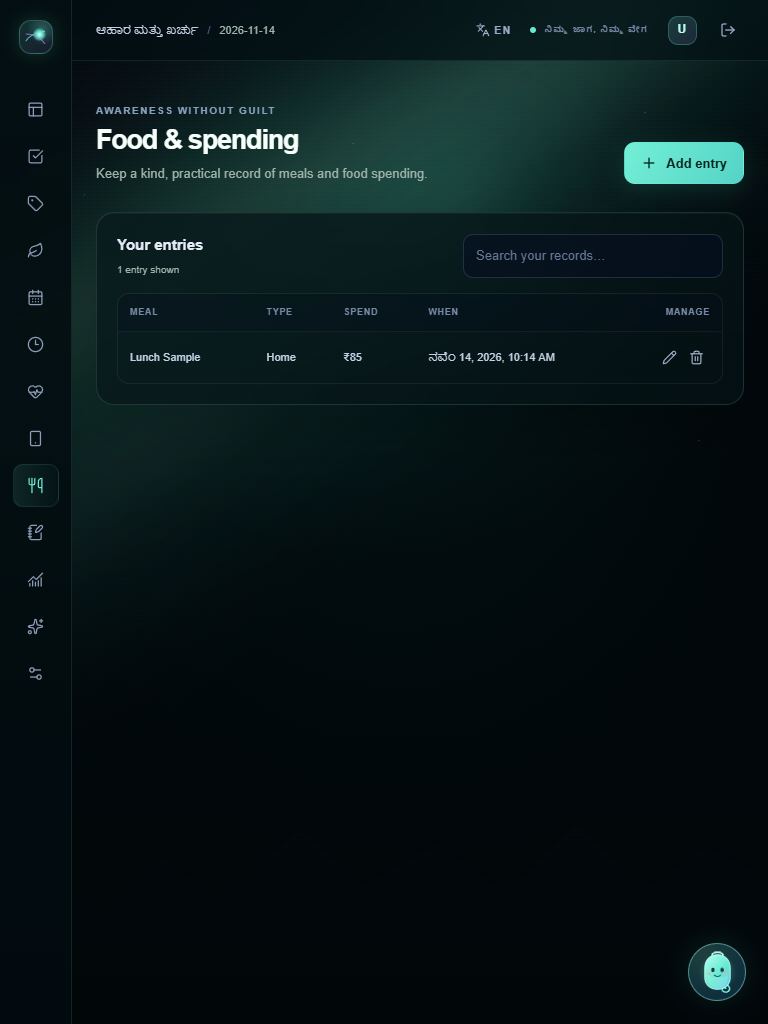 ಆಹಾರ ಮತ್ತು ಖರ್ಚು / 2026-11-14
EN
ನಿಮ್ಮ ಜಾಗ. ನಿಮ್ಮ ವೇಗ
U
AWARENESS WITHOUT GUILT
Food & spending
Keep a kind, practical record of meals and food spending.
Add entry
Your entries
1 entry shown
Search your records...
MEAL TYPE SPEND WHEN MANAGE
Lunch Sample Home ₹85 ನವೆಂ 14, 2026, 10:14 AM